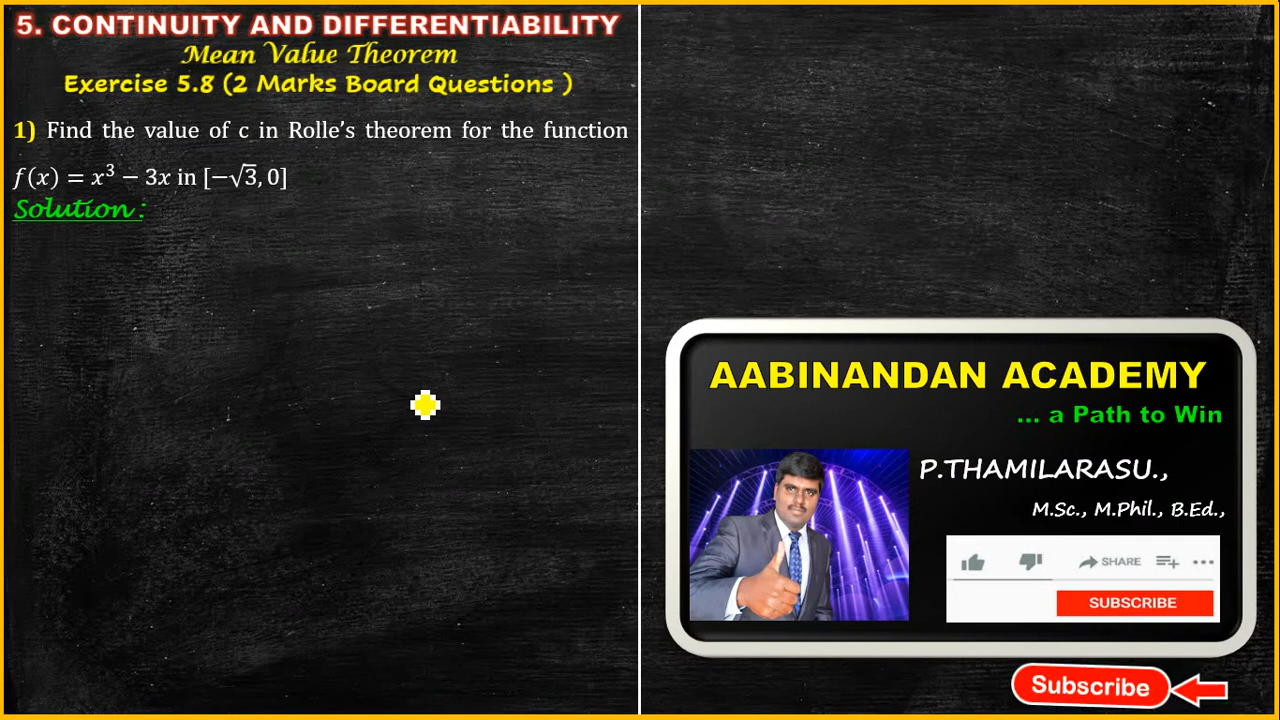 5. CONTINUITY AND DIFFERENTIABILITY
Mean Value Theorem
Exercise 5.8 (2 Marks Board Questions )
1) Find the value of c in Rolle’s theorem for the function
f(x) = x³ − 3x in [−√3, 0]
Solution :
AABINANDAN ACADEMY
... a Path to Win
P.THAMILARASU.,
M.Sc., M.Phil., B.Ed.,
SHARE
SUBSCRIBE
Subscribe